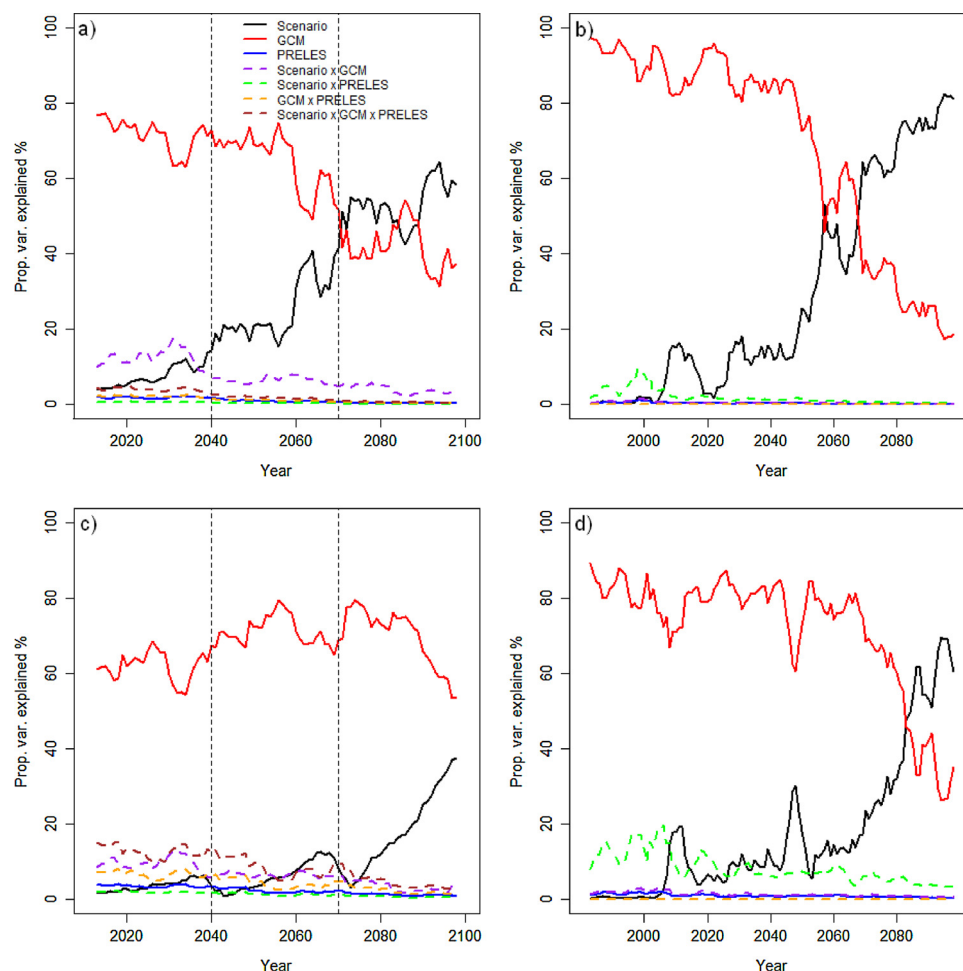 a)
Scenario
GCM
PRELES
Scenario x GCM
Scenario x PRELES
GCM x PRELES
Scenario x GCM x PRELES
Prop. var. explained %
100
80
60
40
20
0
2020 2040 2060 2080 2100
Year
b)
Prop. var. explained %
100
80
60
40
20
0
2000 2020 2040 2060 2080
Year
c)
Prop. var. explained %
100
80
60
40
20
0
2020 2040 2060 2080 2100
Year
d)
Prop. var. explained %
100
80
60
40
20
0
2000 2020 2040 2060 2080
Year